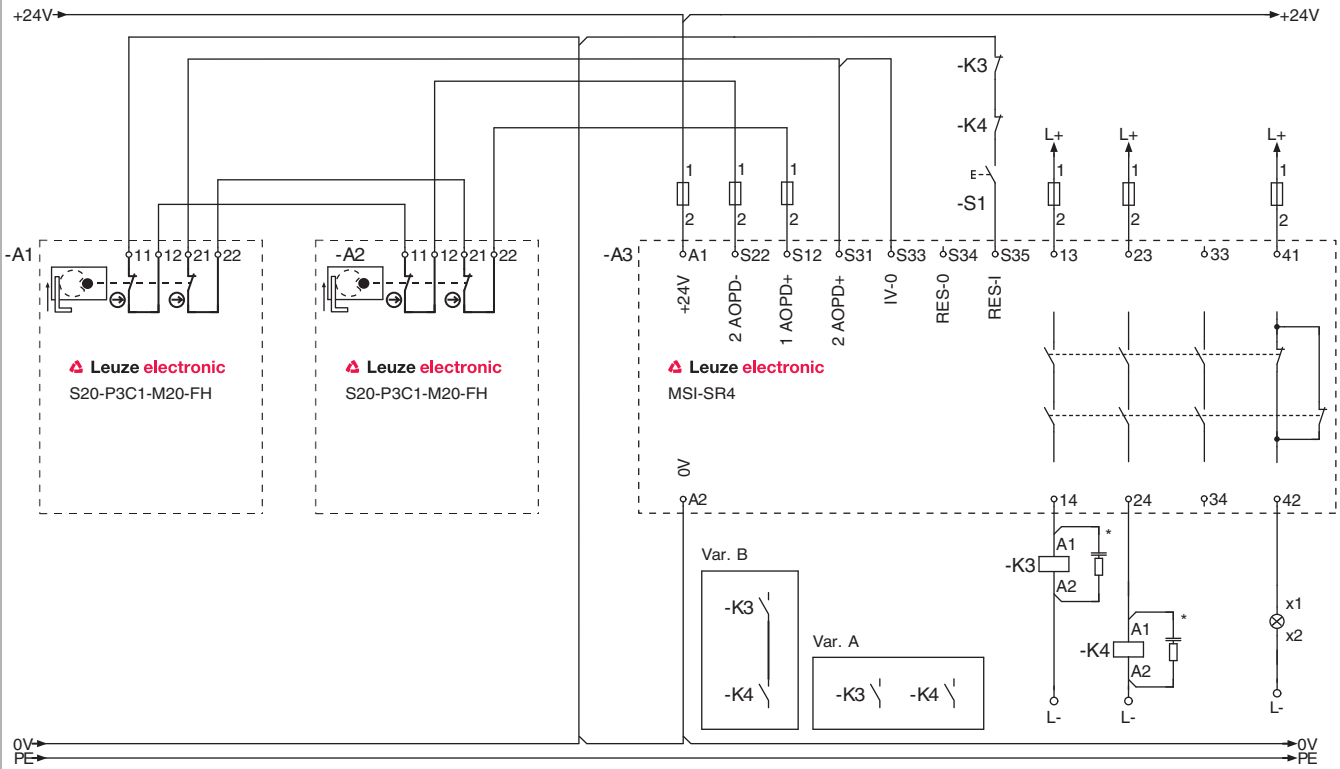 +24V +24V
-K3
-K4
L+ L+ L+
1 1 1 1 1 1
E
-S1
2 2 2 2 2 2
-A1 11 12 21 22 -A2 11 12 21 22 -A3 A1 S22 S12 S31 S33 S34 S35 13 23 33 41
+24V
2 AOPD-
1 AOPD+
2 AOPD+
IV-0
RES-0
RES-I
Leuze electronic Leuze electronic Leuze electronic
S20-P3C1-M20-FH S20-P3C1-M20-FH MSI-SR4
0V
A2 14 24 34 42
Var. B
A1 *
-K3
A2
-K3
x1
A1 *
x2
Var. A
-K4
A2
-K4 -K3 -K4
L- L- L-
0V 0V
PE PE